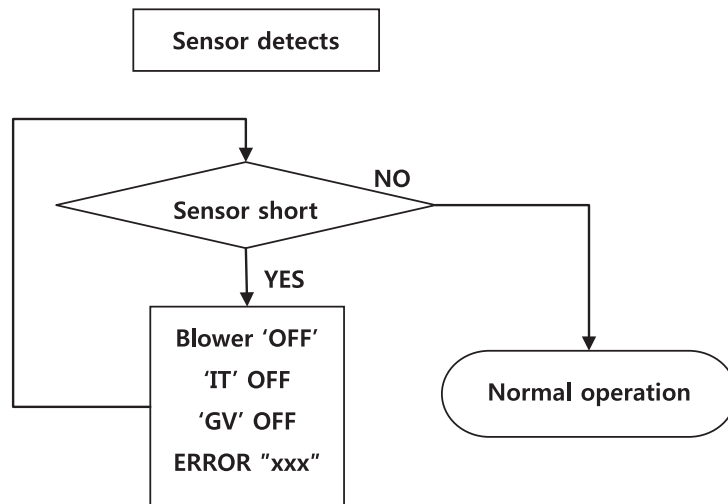 Sensor detects
NO
Sensor short
YES
Blower ‘OFF’
‘IT’ OFF
‘GV’ OFF
ERROR ”xxx”
Normal operation